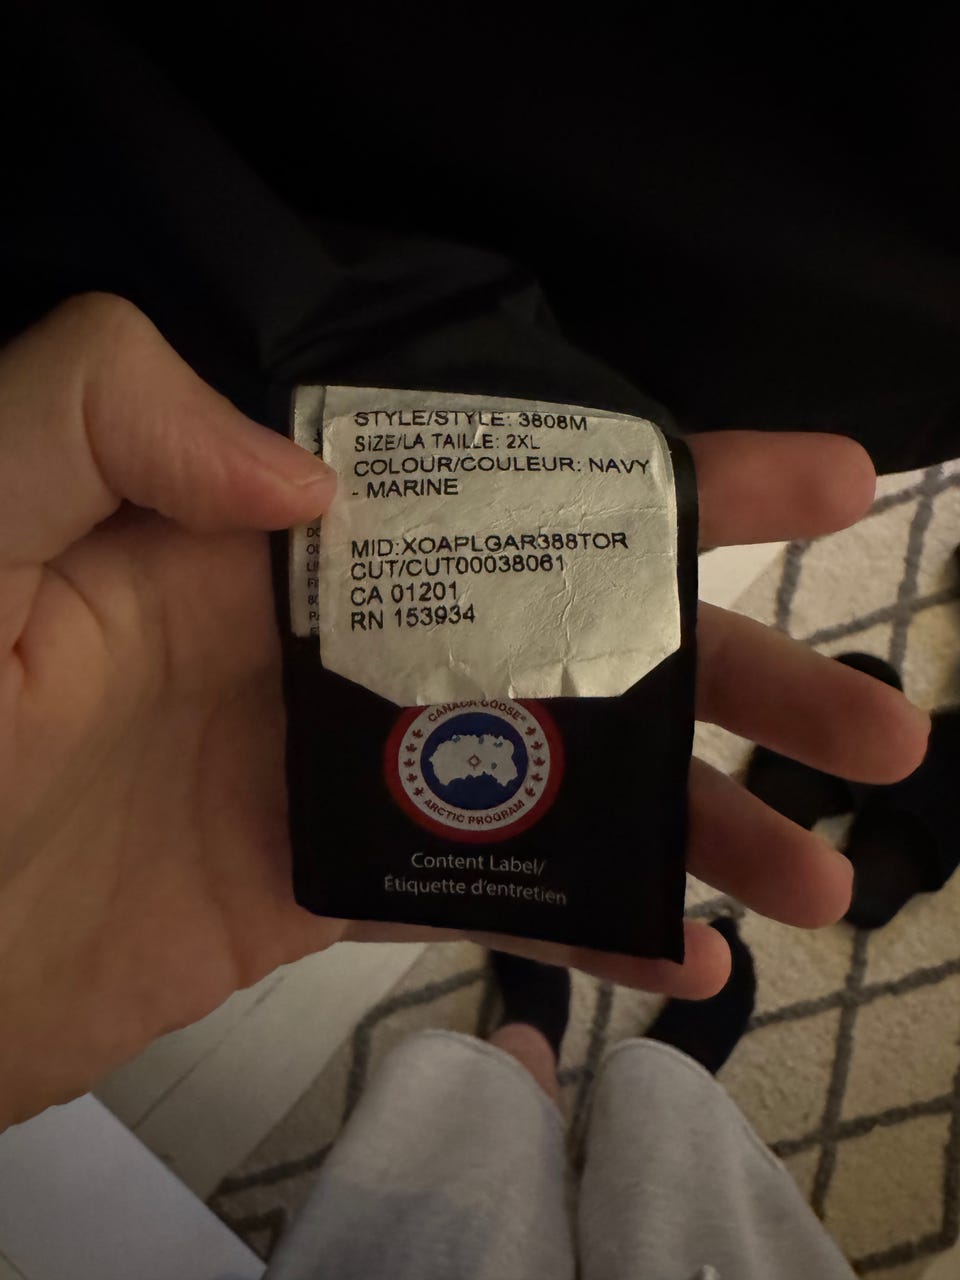 STYLE/STYLE: 3808M
SIZE/LA TAILLE: 2XL
COLOUR/COULEUR: NAVY
- MARINE
MID:XOAPLGAR388TOR
CUT/CUT00038061
CA 01201
RN 153934
CANADA GOOSE®
ARCTIC PROGRAM
Content Label/
Étiquette d'entretien